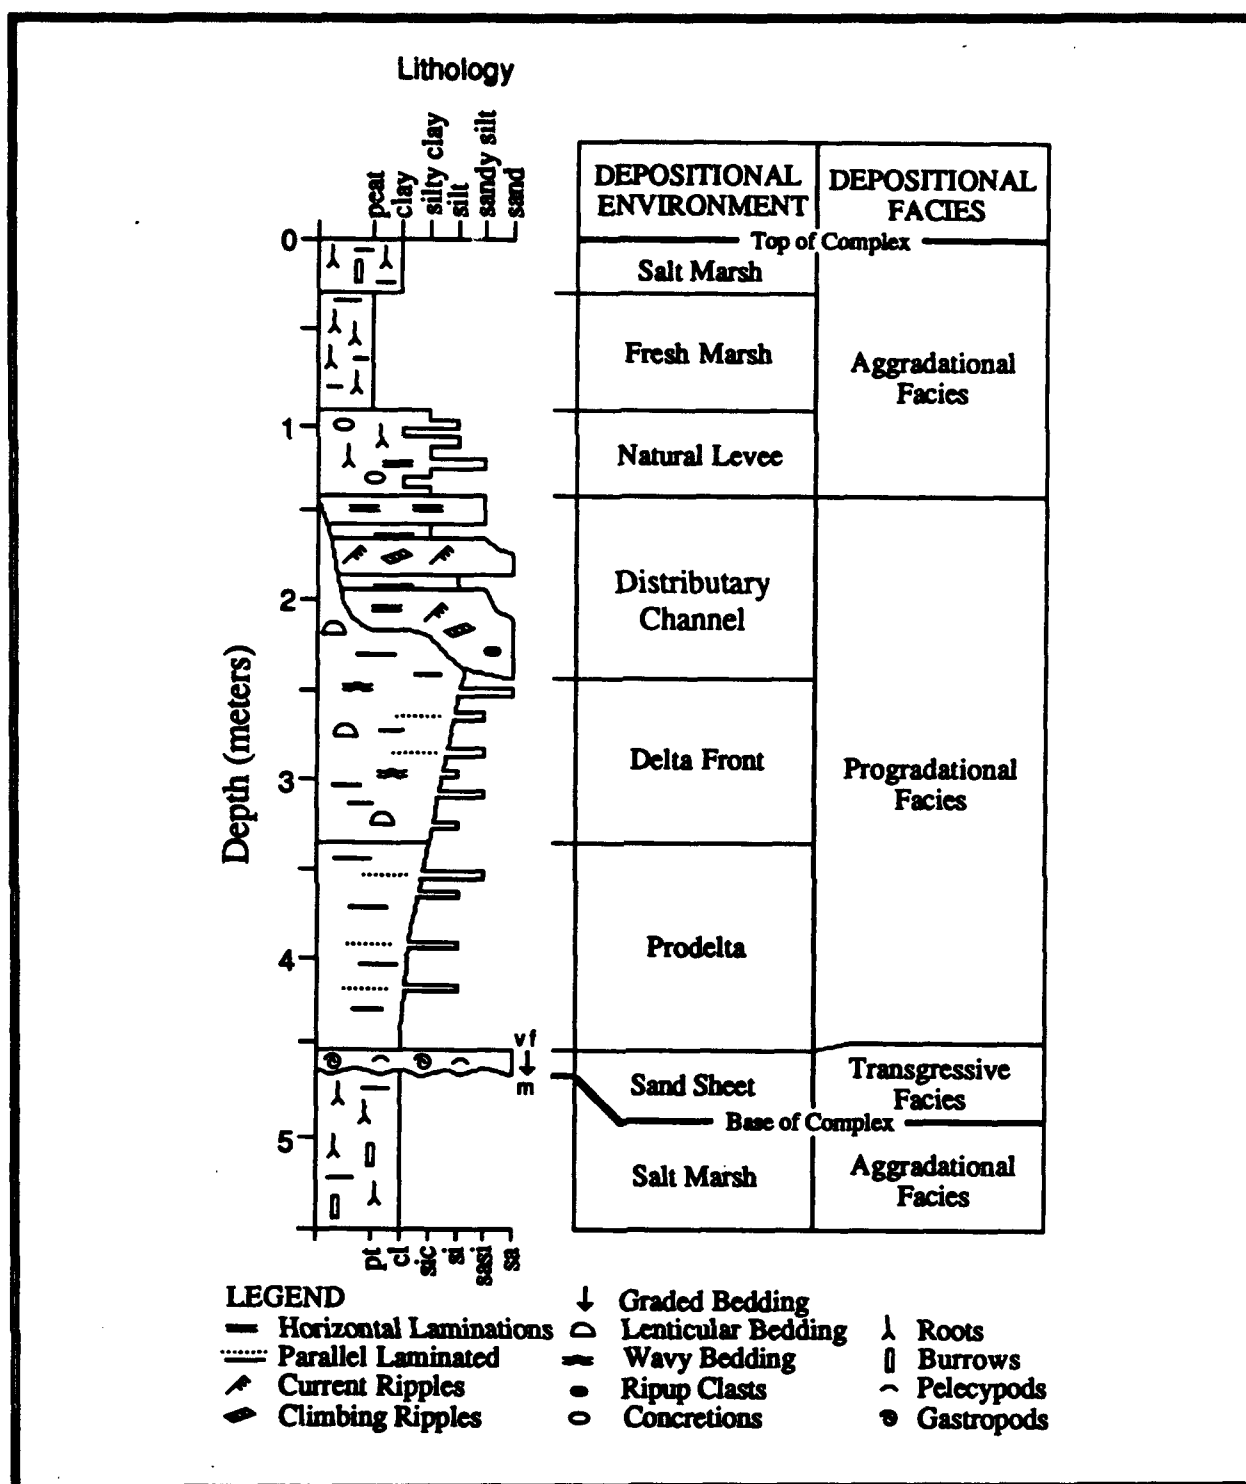 Lithology
peat
clay
silty clay
silt
sandy silt
sand
DEPOSITIONAL
ENVIRONMENT
DEPOSITIONAL
FACIES
0
Top of Complex
Salt Marsh
Fresh Marsh
Aggradational
Facies
1
Natural Levee
Distributary
Channel
2
Depth (meters)
Delta Front
Progradational
Facies
3
Prodelta
4
vf
m
Sand Sheet
Transgressive
Facies
Base of Complex
5
Salt Marsh
Aggradational
Facies
pt
cl
sic
si
sasi
sa
LEGEND
Horizontal Laminations
Parallel Laminated
Current Ripples
Climbing Ripples
Graded Bedding
Lenticular Bedding
Wavy Bedding
Ripup Clasts
Concretions
Roots
Burrows
Pelecypods
Gastropods